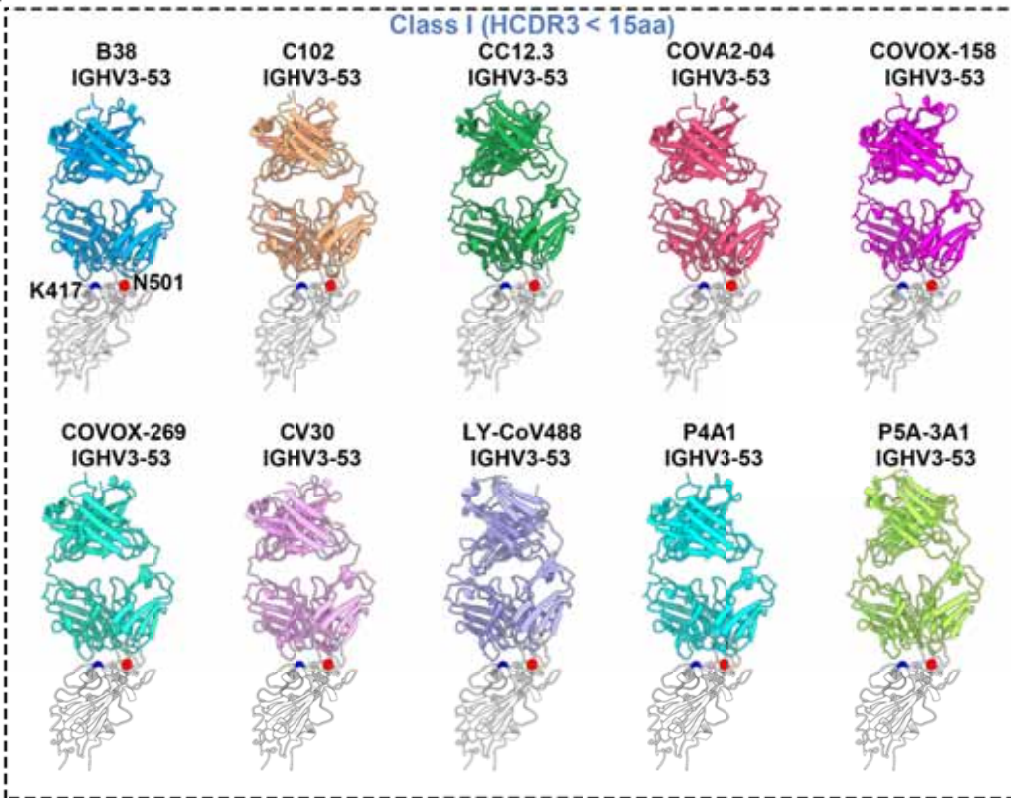 Class I (HCDR3 < 15aa)
B38
IGHV3-53
C102
IGHV3-53
CC12.3
IGHV3-53
COVA2-04
IGHV3-53
COVOX-158
IGHV3-53
K417
N501
COVOX-269
IGHV3-53
CV30
IGHV3-53
LY-CoV488
IGHV3-53
P4A1
IGHV3-53
P5A-3A1
IGHV3-53